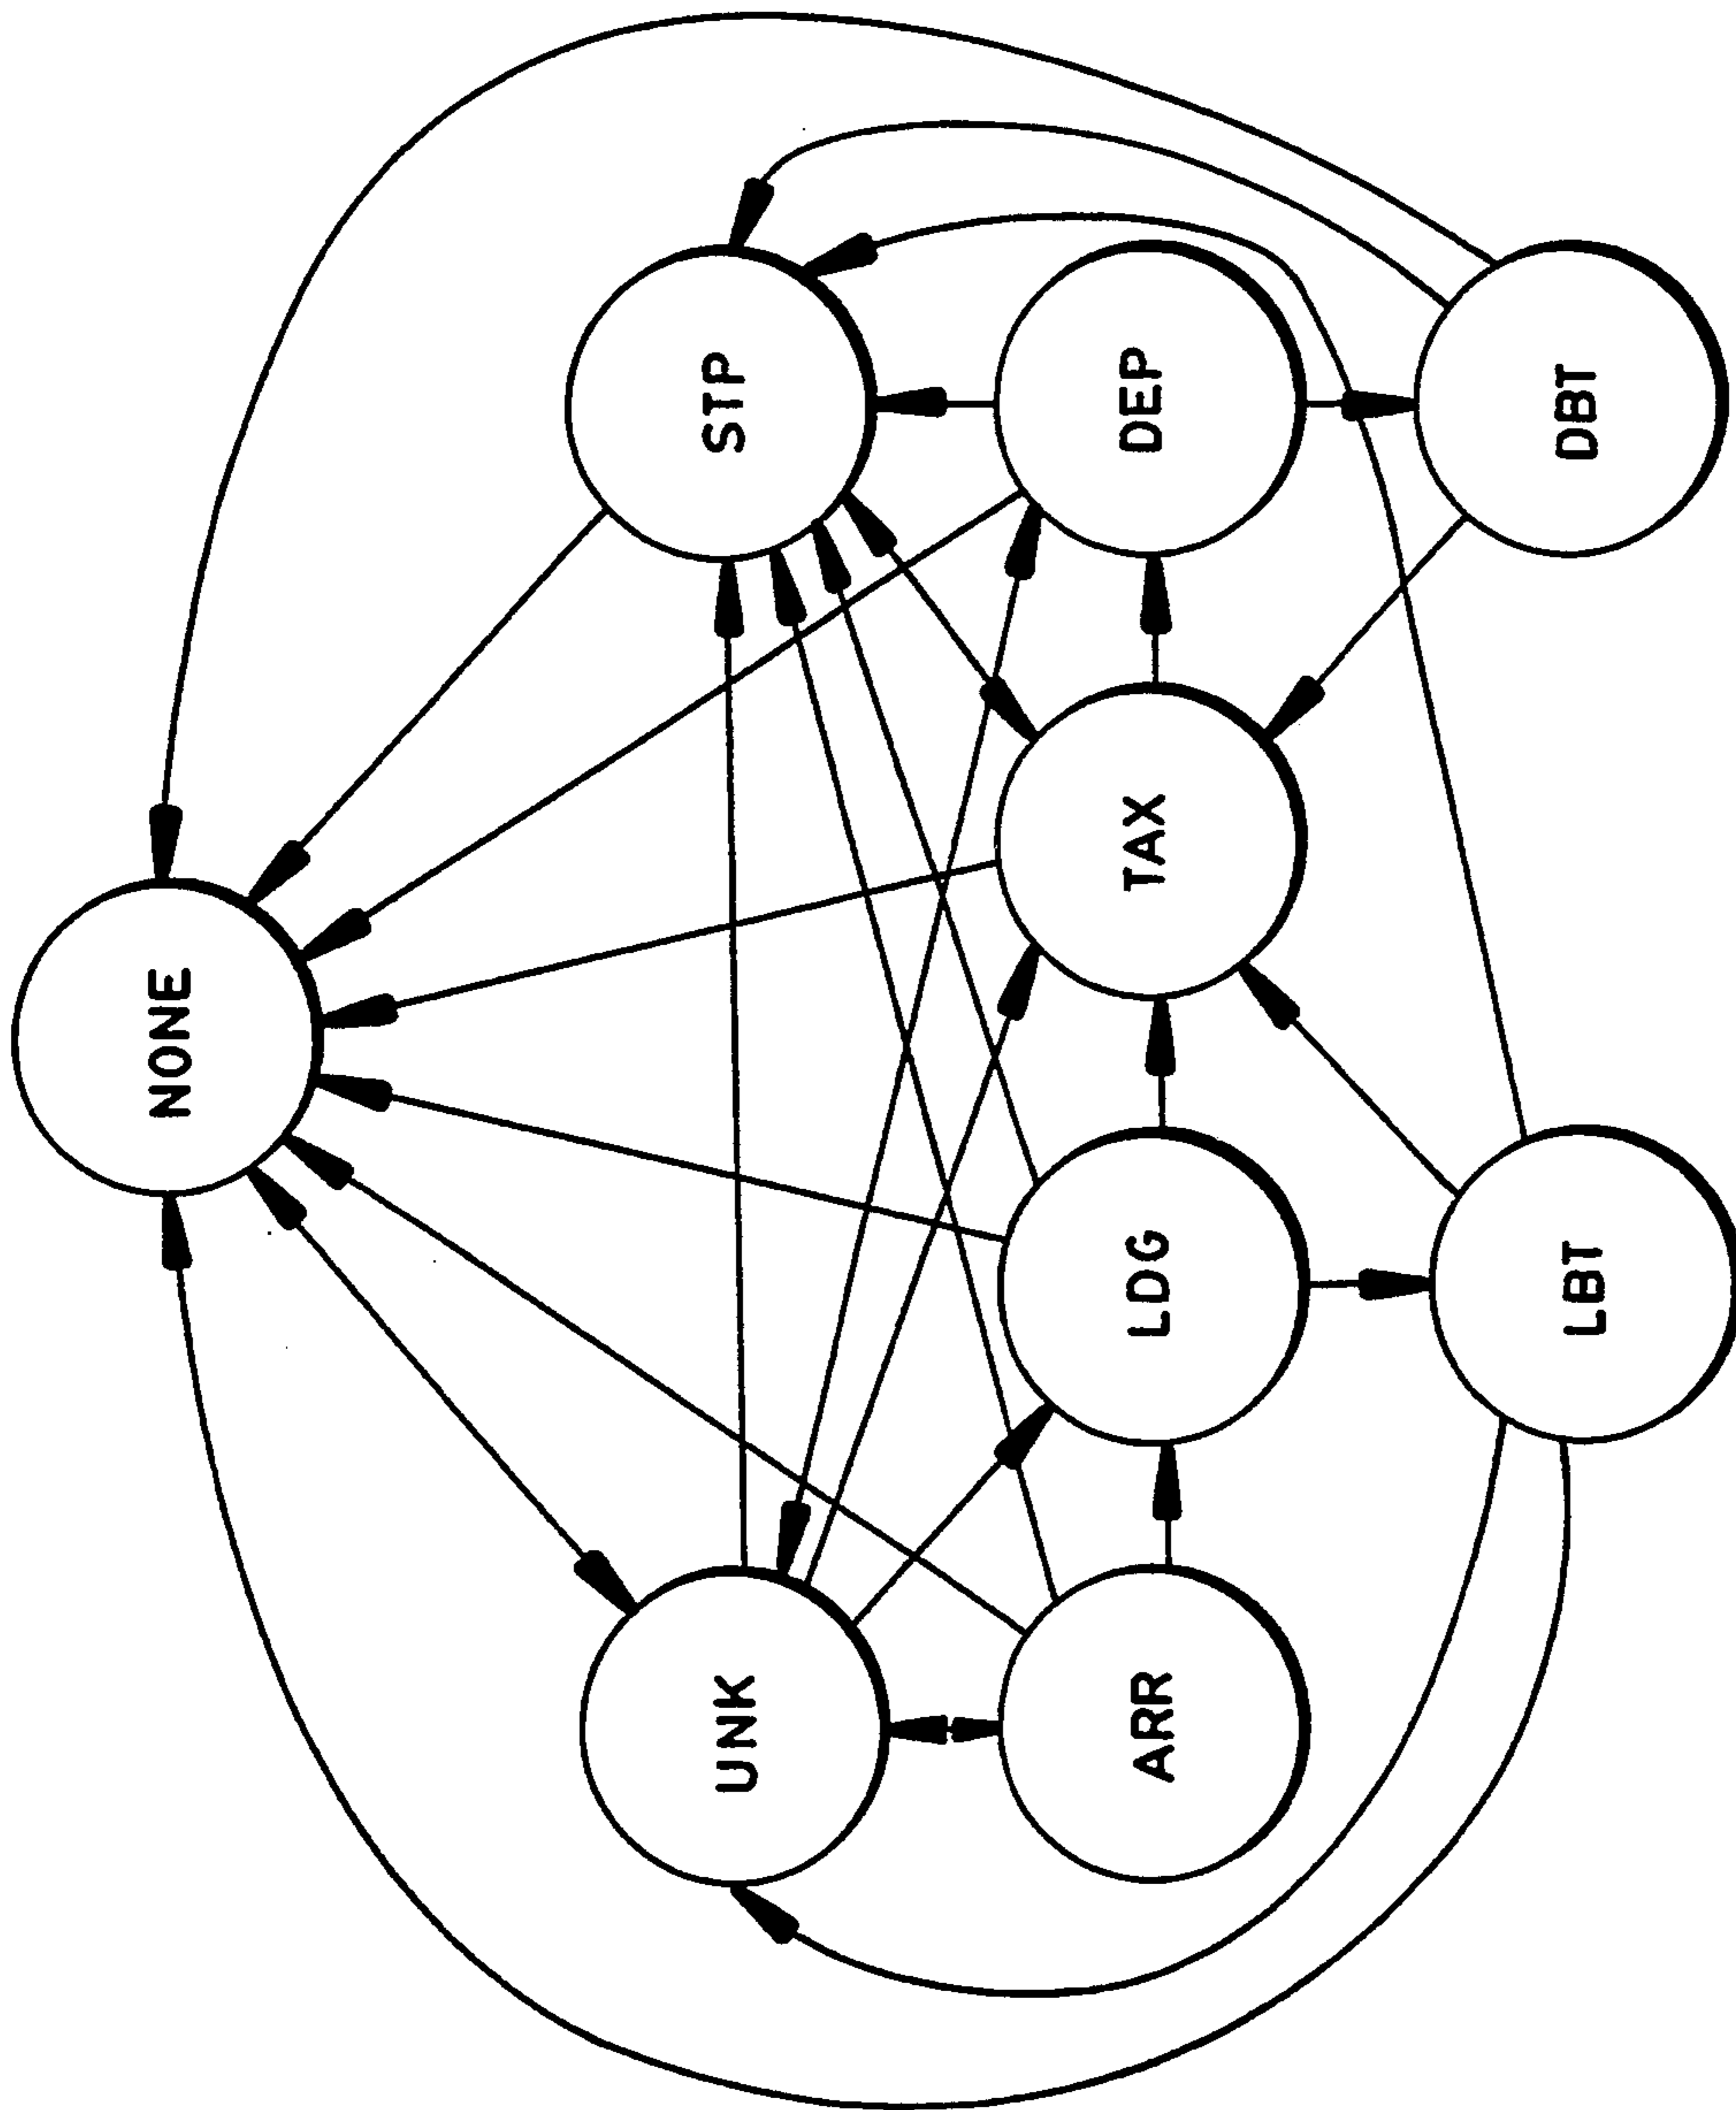 NONE
UNK
STP
ARR
LDG
TAX
DEP
LBT
DBT